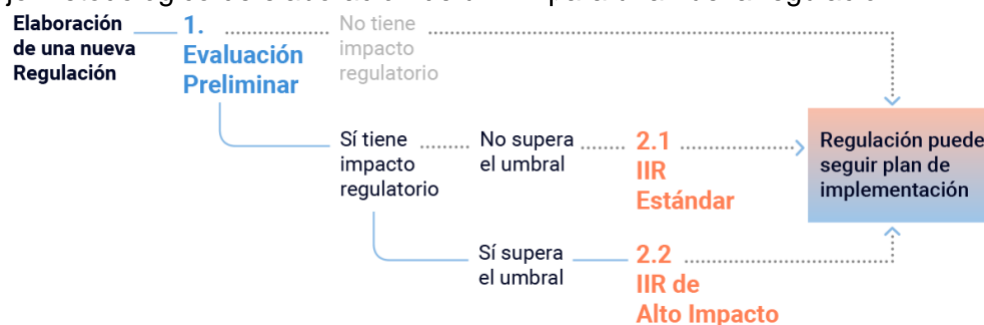 Elaboración
de una nueva
Regulación
1.
Evaluación
Preliminar
No tiene
impacto
regulatorio
Sí tiene
impacto
regulatorio
No supera
el umbral
2.1
IIR
Estándar
Regulación puede
seguir plan de
implementación
Sí supera
el umbral
2.2
IIR de
Alto Impacto